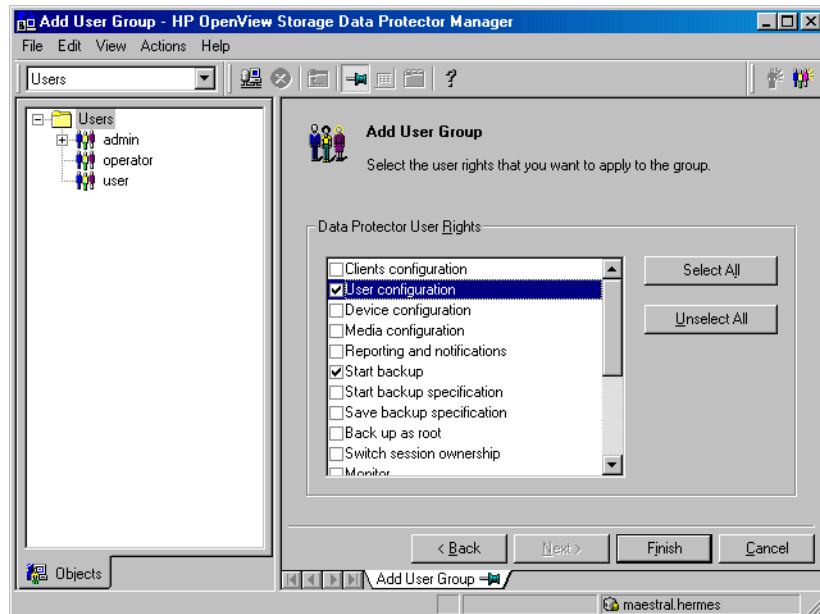 Add User Group - HP OpenView Storage Data Protector Manager
File Edit View Actions Help
Users
?
Users
admin
operator
user
Add User Group
Select the user rights that you want to apply to the group.
Data Protector User Rights
Clients configuration
User configuration
Device configuration
Media configuration
Reporting and notifications
Start backup
Start backup specification
Save backup specification
Back up as root
Switch session ownership
Monitor
Select All
Unselect All
< Back
Next >
Finish
Cancel
Objects
Add User Group
maestral.hermes